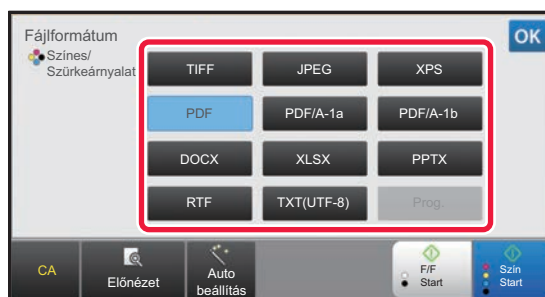 Fájlformátum
OK
Színes/
Szürkeárnyalat
TIFF
JPEG
XPS
PDF
PDF/A-1a
PDF/A-1b
DOCX
XLSX
PPTX
RTF
TXT(UTF-8)
Prog.
CA
Előnézet
Auto
beállítás
F/F
Start
Szín
Start